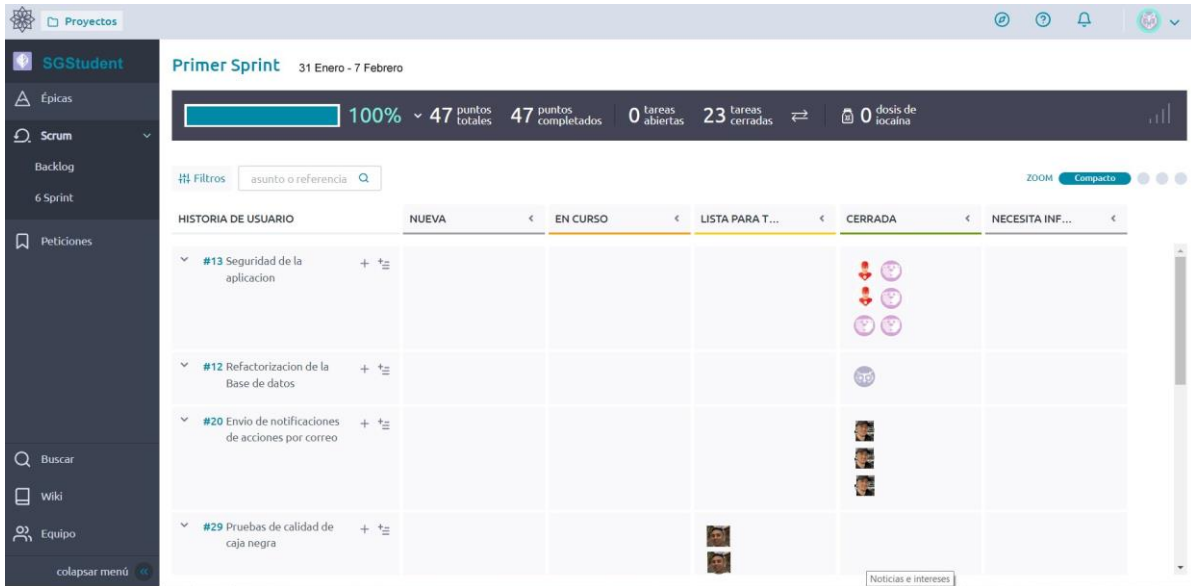 Proyectos
SGStudent
Épicas
Scrum
Backlog
6 Sprint
Peticiones
Buscar
Wiki
Equipo
colapsar menú
Primer Sprint 31 Enero - 7 Febrero
100% 47 puntos totales 47 puntos completados 0 tareas abiertas 23 tareas cerradas 0 dosis de iocaína
Filtros asunto o referencia ZOOM Compacto
HISTORIA DE USUARIO NUEVA EN CURSO LISTA PARA T... CERRADA NECESITA INF...
#13 Seguridad de la
aplicacion
#12 Refactorizacion de la
Base de datos
#20 Envio de notificaciones
de acciones por correo
#29 Pruebas de calidad de
caja negra
Noticias e intereses